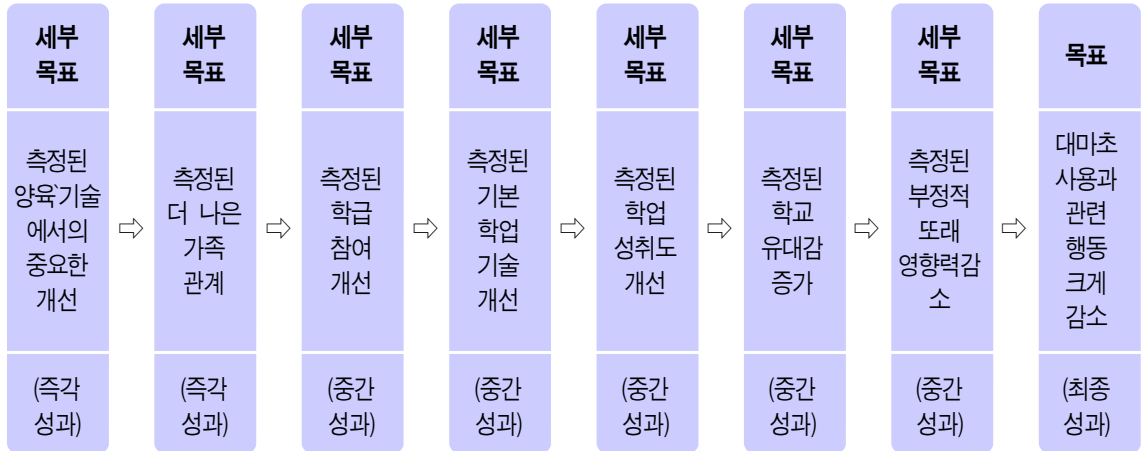 세부
목표
측정된
양육`기술
에서의
중요한
개선
(즉각
성과)
⇨
세부
목표
측정된
더 나은
가족
관계
(즉각
성과)
⇨
세부
목표
측정된
학급
참여
개선
(중간
성과)
⇨
세부
목표
측정된
기본
학업
기술
개선
(중간
성과)
⇨
세부
목표
측정된
학업
성취도
개선
(중간
성과)
⇨
세부
목표
측정된
학교
유대감
증가
(중간
성과)
⇨
세부
목표
측정된
부정적
또래
영향력감
소
(중간
성과)
⇨
목표
대마초
사용과
관련
행동
크게
감소
(최종
성과)